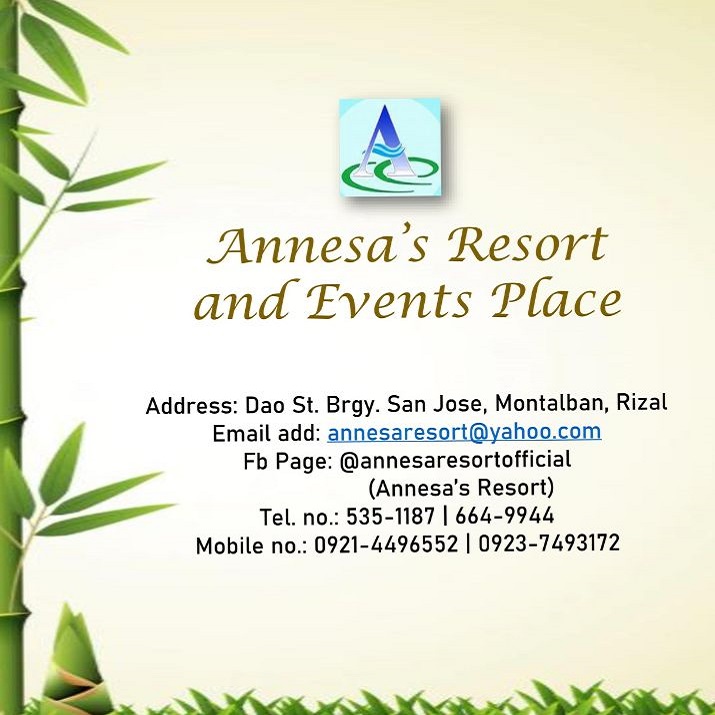 A
Annesa's Resort
and Events Place
Address: Dao St. Brgy. San Jose, Montalban, Rizal
Email add: annesaresort@yahoo.com
Fb Page: @annesaresortofficial
(Annesa's Resort)
Tel. no.: 535-1187 | 664-9944
Mobile no.: 0921-4496552 | 0923-7493172